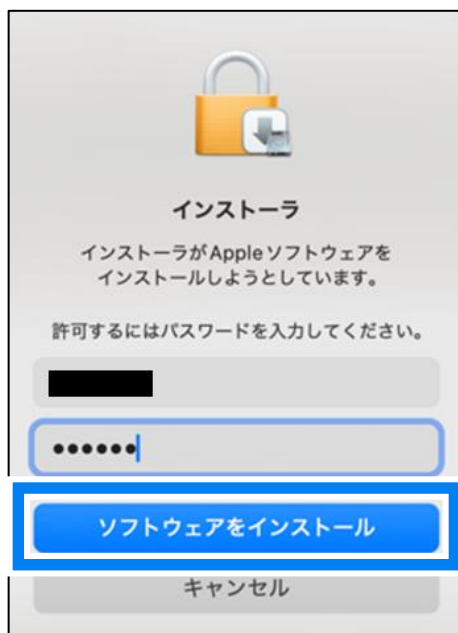 インストーラ
インストーラがAppleソフトウェアを
インストールしようとしています。
許可するにはパスワードを入力してください。
••••••
ソフトウェアをインストール
キャンセル